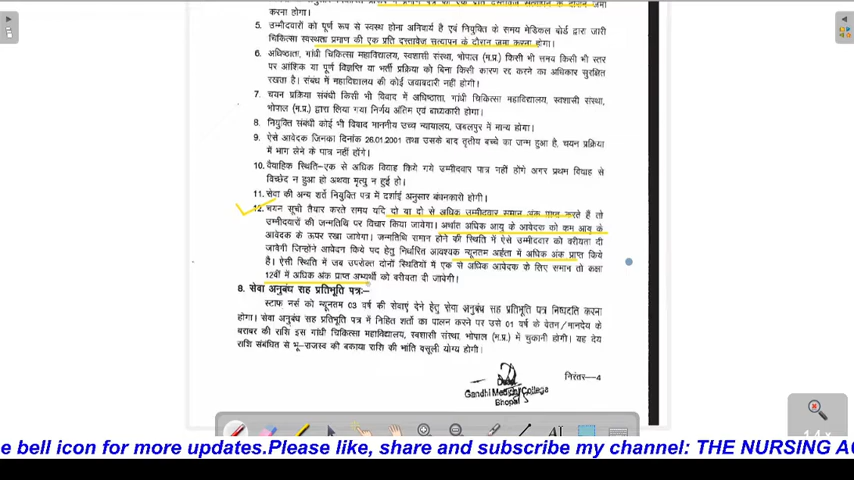 करना होगा।
5. उम्मीदवारों को पूर्ण रूप से स्वस्थ होना अनिवार्य है एवं नियुक्ति के समय मेडिकल बोर्ड द्वारा जारी
चिकित्सा स्वस्थता प्रमाण की एक प्रति दस्तावेज सत्यापन के दौरान जमा करना होगा।
6. अधिष्ठाता, गांधी चिकित्सा महाविद्यालय, स्वशासी संस्था, भोपाल (म.प्र.) किसी भी समय किसी भी स्तर
पर आंशिक या पूर्ण विज्ञप्ति या भर्ती प्रक्रिया को बिना किसी कारण रद्द करने का अधिकार सुरक्षित
रखता है। संबंध में महाविद्यालय की कोई जवाबदारी नहीं होगी।
7. चयन प्रक्रिया संबंधी किसी भी विवाद में अधिष्ठाता, गांधी चिकित्सा महाविद्यालय, स्वशासी संस्था,
भोपाल (म.प्र.) द्वारा लिया गया निर्णय अंतिम एवं बाध्यकारी होगा।
8. नियुक्ति संबंधी कोई भी विवाद माननीय उच्च न्यायालय, जबलपुर में मान्य होगा।
9. ऐसे आवेदक जिनका दिनांक 26.01.2001 तथा उसके बाद तृतीय बच्चे का जन्म हुआ है, चयन प्रक्रिया
में भाग लेने के पात्र नहीं होंगे।
10. वैवाहिक स्थिति–एक से अधिक विवाह किये गये उम्मीदवार पात्र नहीं होंगे अगर प्रथम विवाह से
विच्छेद न हुआ हो अथवा मृत्यु न हुई हो।
11. सेवा की अन्य शर्ते नियुक्ति पत्र में दर्शाई अनुसार बंधनकारी होगी।
12. चयन सूची तैयार करते समय यदि दो या दो से अधिक उम्मीदवार समान अंक प्राप्त करते हैं तो
उम्मीदवारों की जन्मतिथि पर विचार किया जावेगा। अर्थात अधिक आयु के आवेदक को कम आयु के
आवेदक के ऊपर रखा जावेगा। जन्मतिथि समान होने की स्थिति में ऐसे उम्मीदवार को वरीयता दी
जावेगी जिन्होंने आवेदन किये पद हेतु निर्धारित आवश्यक न्यूनतम अर्हता में अधिक अंक प्राप्त किये
है। ऐसी स्थिति में जब उपरोक्त दोनों स्थितियों में एक से अधिक आवेदक के लिए समान तो कक्षा
12वीं में अधिक अंक प्राप्त अभ्यर्थी को वरीयता दी जावेगी।
8. सेवा अनुबंध सह प्रतिभूति पत्र:–
स्टाफ नर्स को न्यूनतम 03 वर्ष की सेवाएं देने हेतु सेवा अनुबंध सह प्रतिभूति पत्र निष्पादित करना
होगा। सेवा अनुबंध सह प्रतिभूति पत्र में निहित शर्तो का पालन न करने पर उसे 01 वर्ष के वेतन/मानदेय के
बराबर की राशि इस गांधी चिकित्सा महाविद्यालय, स्वशासी संस्था, भोपाल (म.प्र.) में चुकानी होगी। यह देय
राशि संबंधित से भू–राजस्व की बकाया राशि की भांति वसूली योग्य होगी।
निरंतर–4
Gandhi Medical College
Bhopal
e bell icon for more updates.Please like, share and subscribe my channel: THE NURSING A